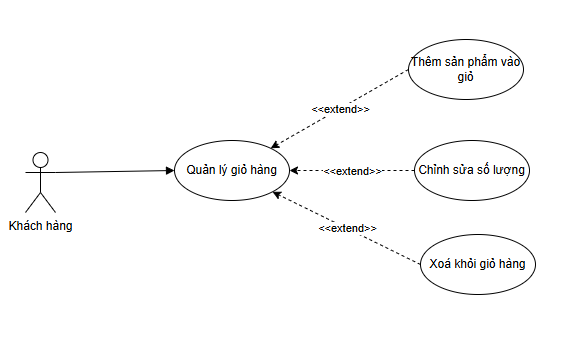 Thêm sản phẩm vào
giỏ
<<extend>>
Quản lý giỏ hàng
<<extend>>
Chỉnh sửa số lượng
Khách hàng
<<extend>>
Xoá khỏi giỏ hàng